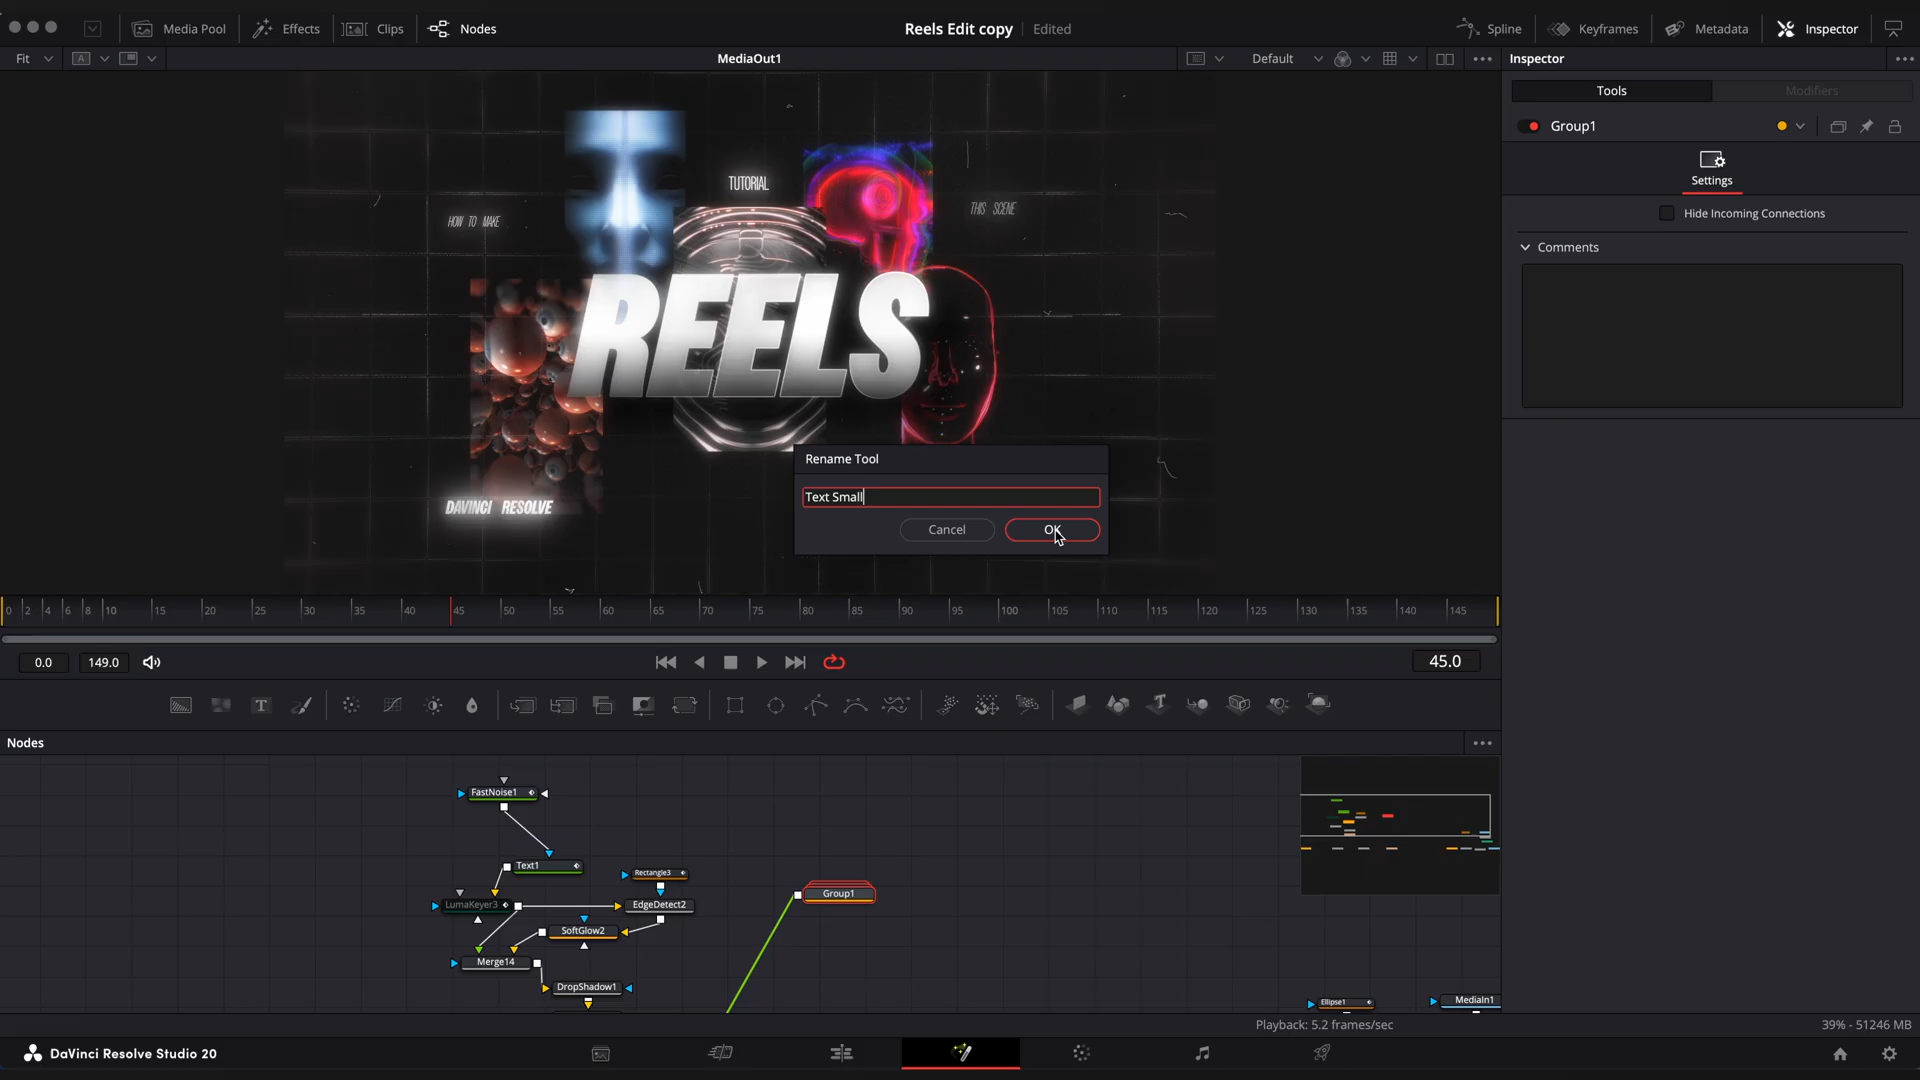 Media Pool
Effects
Clips
Nodes
Reels Edit copy
Edited
Spline
Keyframes
Metadata
Inspector
Fit
A
MediaOut1
Default
Inspector
Tools
Modifiers
Group1
Settings
Hide Incoming Connections
Comments
TUTORIAL
HOW TO MAKE
THIS SCENE
REELS
DAVINCI RESOLVE
Rename Tool
Text Small
Cancel
OK
0 2 4 6 8 10 15 20 25 30 35 40 45 50 55 60 65 70 75 80 85 90 95 100 105 110 115 120 125 130 135 140 145
0.0
149.0
45.0
Nodes
FastNoise1
Text1
Rectangle3
LumaKeyer3
EdgeDetect2
Group1
SoftGlow2
Merge14
DropShadow1
Ellipse1
MediaIn1
Playback: 5.2 frames/sec
39% - 51246 MB
DaVinci Resolve Studio 20